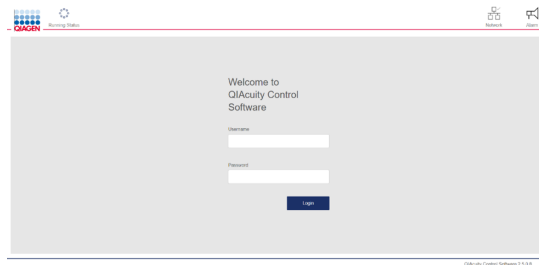 QIAGEN
Running Status
Network
Alarm
Welcome to
QIAcuity Control
Software
Username
Password
Login
QIAcuity Control Software 2.5.0.6